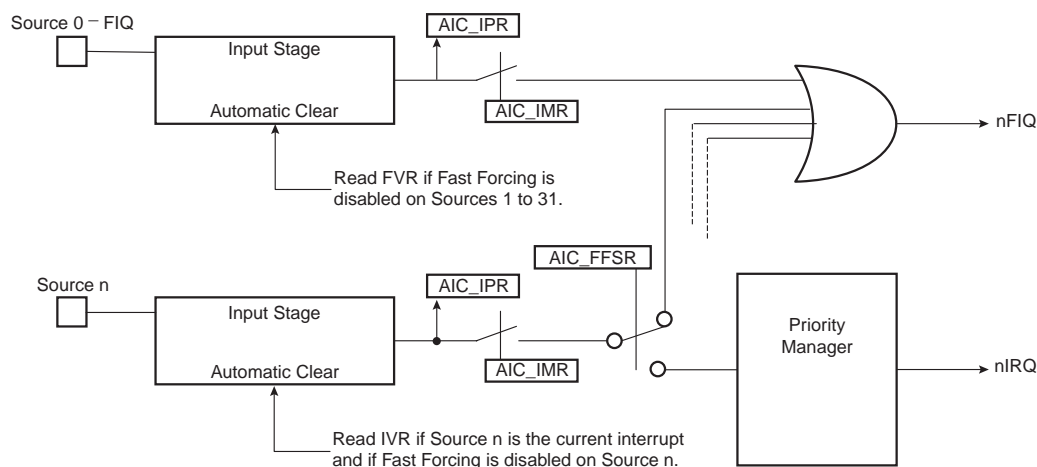 Source 0 – FIQ
AIC_IPR
Input Stage
Automatic Clear
AIC_IMR
nFIQ
Read FVR if Fast Forcing is
disabled on Sources 1 to 31.
AIC_FFSR
Source n
AIC_IPR
Input Stage
Priority
Manager
Automatic Clear
AIC_IMR
nIRQ
Read IVR if Source n is the current interrupt
and if Fast Forcing is disabled on Source n.